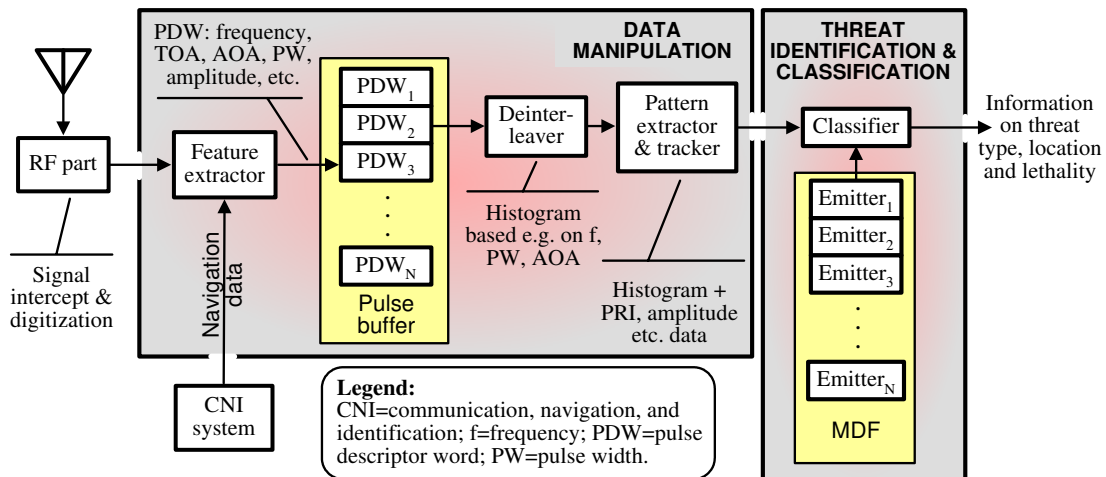 PDW: frequency,
TOA, AOA, PW,
amplitude, etc.
DATA
MANIPULATION
THREAT
IDENTIFICATION &
CLASSIFICATION
RF part
Signal
intercept &
digitization
Feature
extractor
Navigation
data
CNI
system
PDW1
PDW2
PDW3
PDWN
Pulse
buffer
Deinter-
leaver
Histogram
based e.g. on f,
PW, AOA
Pattern
extractor
& tracker
Histogram +
PRI, amplitude
etc. data
Classifier
Emitter1
Emitter2
Emitter3
EmitterN
MDF
Information
on threat
type, location
and lethality
Legend:
CNI=communication, navigation, and
identification; f=frequency; PDW=pulse
descriptor word; PW=pulse width.